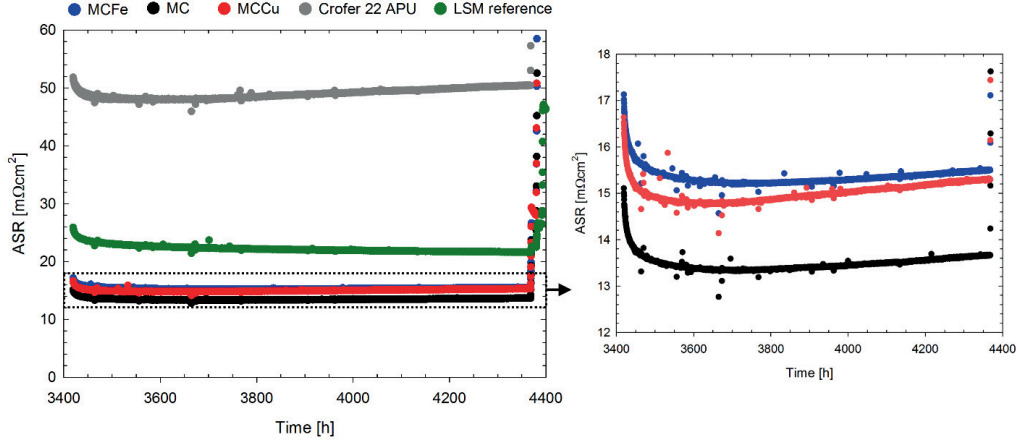 MCFe MC MCCu Crofer 22 APU LSM reference
60
50
40
30
20
10
0
ASR [mΩcm²]
3400 3600 3800 4000 4200 4400
Time [h]
18
17
16
15
14
13
12
ASR [mΩcm²]
3400 3600 3800 4000 4200 4400
Time [h]